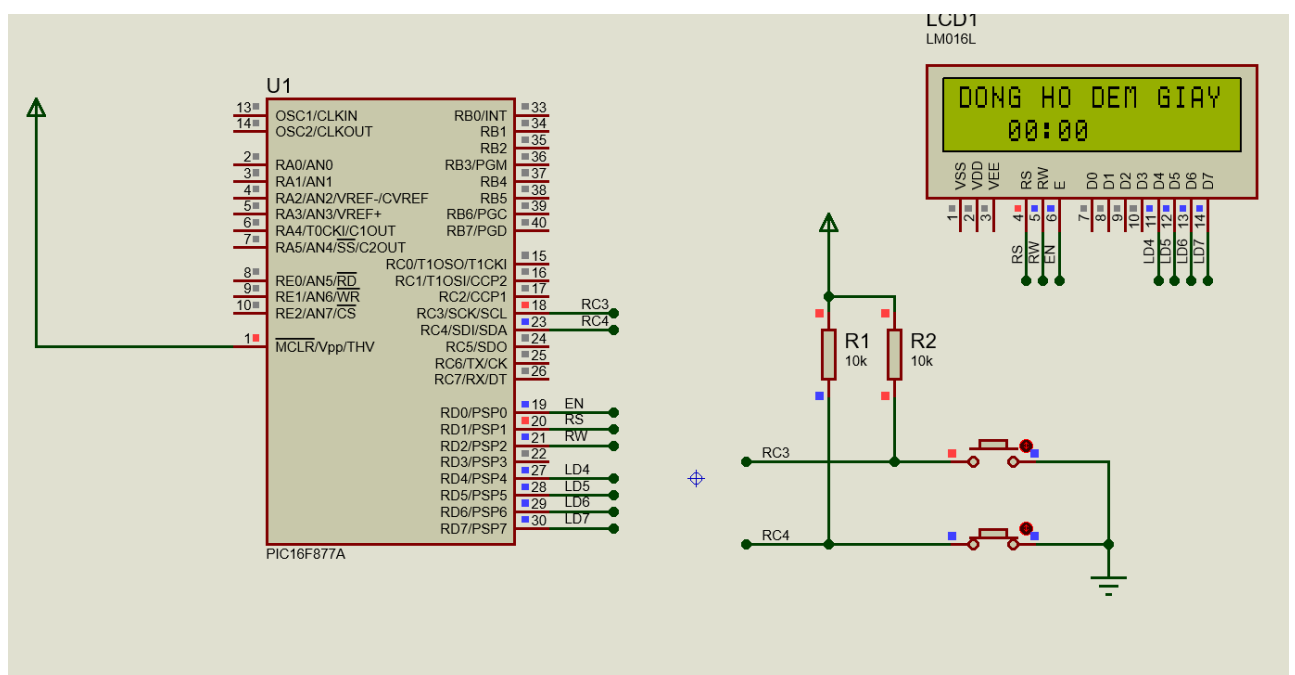 LCD1
LM016L
DONG HO DEM GIAY
00:00
VSS
VDD
VEE
RS
RW
E
D0
D1
D2
D3
D4
D5
D6
D7
1
2
3
4
5
6
7
8
9
10
11
12
13
14
RS
RW
EN
LD4
LD5
LD6
LD7
U1
13 OSC1/CLKIN
14 OSC2/CLKOUT
2 RA0/AN0
3 RA1/AN1
4 RA2/AN2/VREF-/CVREF
5 RA3/AN3/VREF+
6 RA4/T0CKI/C1OUT
7 RA5/AN4/SS/C2OUT
8 RE0/AN5/RD
9 RE1/AN6/WR
10 RE2/AN7/CS
1 MCLR/Vpp/THV
RB0/INT 33
RB1 34
RB2 35
RB3/PGM 36
RB4 37
RB5 38
RB6/PGC 39
RB7/PGD 40
RC0/T1OSO/T1CKI 15
RC1/T1OSI/CCP2 16
RC2/CCP1 17
RC3/SCK/SCL 18 RC3
RC4/SDI/SDA 23 RC4
RC5/SDO 24
RC6/TX/CK 25
RC7/RX/DT 26
RD0/PSP0 19 EN
RD1/PSP1 20 RS
RD2/PSP2 21 RW
RD3/PSP3 22
RD4/PSP4 27 LD4
RD5/PSP5 28 LD5
RD6/PSP6 29 LD6
RD7/PSP7 30 LD7
PIC16F877A
R1
10k
R2
10k
RC3
RC4